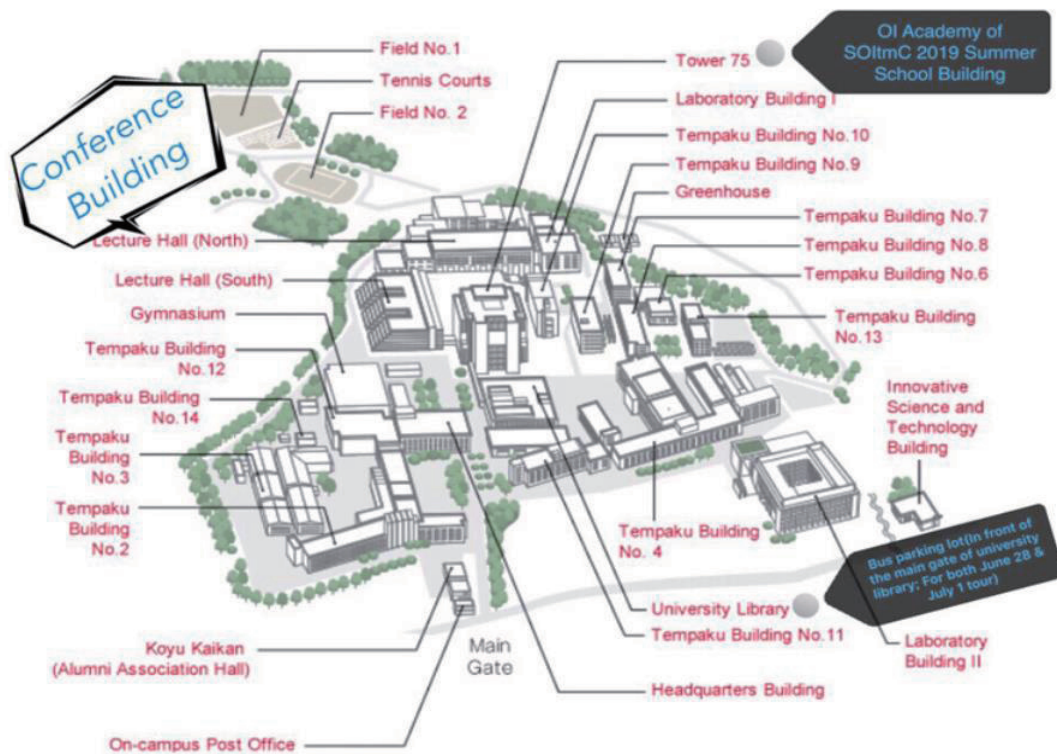 Field No.1
Tennis Courts
Field No. 2
Conference
Building
Lecture Hall (North)
Lecture Hall (South)
Gymnasium
Tempaku Building
No.12
Tempaku Building
No.14
Tempaku
Building
No.3
Tempaku
Building
No.2
Koyu Kaikan
(Alumni Association Hall)
On-campus Post Office
Main
Gate
OI Academy of
SOItmC 2019 Summer
School Building
Tower 75
Laboratory Building I
Tempaku Building No.10
Tempaku Building No.9
Greenhouse
Tempaku Building No.7
Tempaku Building No.8
Tempaku Building No.6
Tempaku Building
No.13
Innovative
Science and
Technology
Building
Tempaku Building
No. 4
Bus parking lot(In front of
the main gate of university
library; For both June 28 &
July 1 tour)
University Library
Tempaku Building No.11
Laboratory
Building II
Headquarters Building